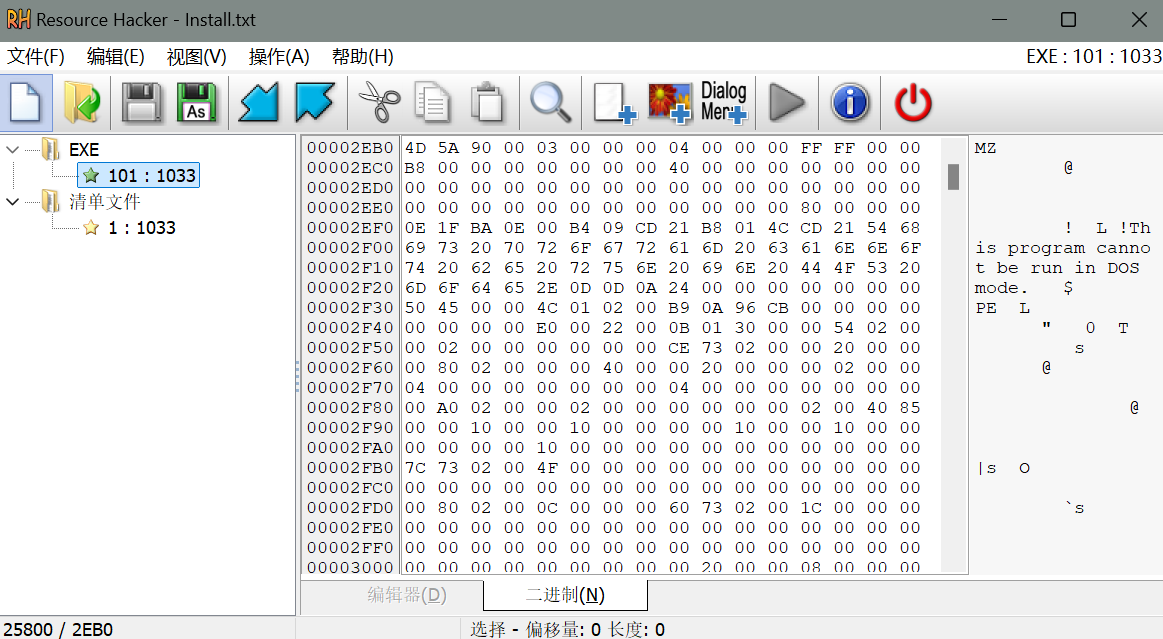 Resource Hacker - Install.txt
文件(F) 编辑(E) 视图(V) 操作(A) 帮助(H) EXE : 101 : 1033
As
Dialog
Mer
EXE
101 : 1033
清单文件
1 : 1033
00002EB0 4D 5A 90 00 03 00 00 00 04 00 00 00 FF FF 00 00 MZ
00002EC0 B8 00 00 00 00 00 00 00 40 00 00 00 00 00 00 00 @
00002ED0 00 00 00 00 00 00 00 00 00 00 00 00 00 00 00 00
00002EE0 00 00 00 00 00 00 00 00 00 00 00 00 80 00 00 00
00002EF0 0E 1F BA 0E 00 B4 09 CD 21 B8 01 4C CD 21 54 68 ! L !Th
00002F00 69 73 20 70 72 6F 67 72 61 6D 20 63 61 6E 6E 6F is program canno
00002F10 74 20 62 65 20 72 75 6E 20 69 6E 20 44 4F 53 20 t be run in DOS
00002F20 6D 6F 64 65 2E 0D 0D 0A 24 00 00 00 00 00 00 00 mode. $
00002F30 50 45 00 00 4C 01 02 00 B9 0A 96 CB 00 00 00 00 PE L
00002F40 00 00 00 00 E0 00 22 00 0B 01 30 00 00 54 02 00 " 0 T
00002F50 00 02 00 00 00 00 00 00 CE 73 02 00 00 20 00 00 s
00002F60 00 80 02 00 00 00 40 00 00 20 00 00 00 02 00 00 @
00002F70 04 00 00 00 00 00 00 00 04 00 00 00 00 00 00 00
00002F80 00 A0 02 00 00 02 00 00 00 00 00 00 02 00 40 85 @
00002F90 00 00 10 00 00 10 00 00 00 00 10 00 00 10 00 00
00002FA0 00 00 00 00 10 00 00 00 00 00 00 00 00 00 00 00
00002FB0 7C 73 02 00 4F 00 00 00 00 00 00 00 00 00 00 00 |s O
00002FC0 00 00 00 00 00 00 00 00 00 00 00 00 00 00 00 00
00002FD0 00 80 02 00 0C 00 00 00 60 73 02 00 1C 00 00 00 `s
00002FE0 00 00 00 00 00 00 00 00 00 00 00 00 00 00 00 00
00002FF0 00 00 00 00 00 00 00 00 00 00 00 00 00 00 00 00
00003000 00 00 00 00 00 00 00 00 00 20 00 00 08 00 00 00
编辑器(D) 二进制(N)
25800 / 2EB0 选择 - 偏移量: 0 长度: 0